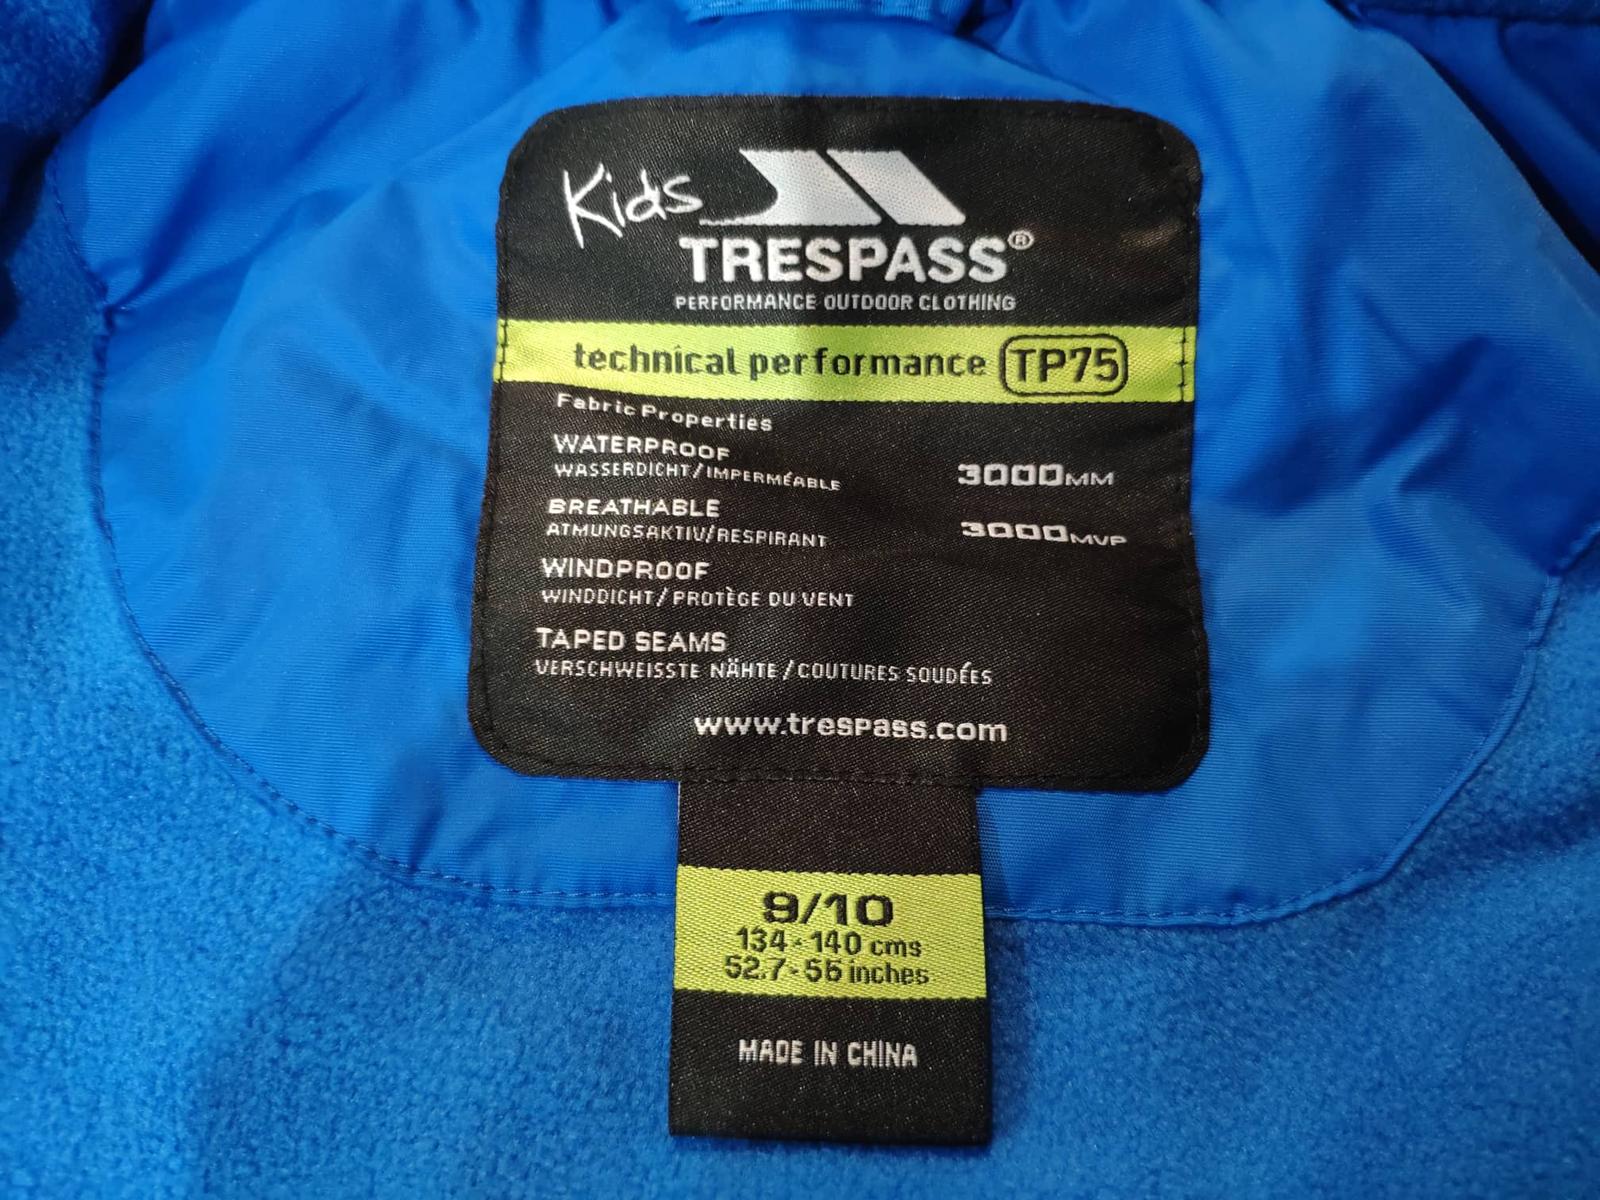 Kids
TRESPASS®
PERFORMANCE OUTDOOR CLOTHING
technical performance TP75
Fabric Properties
WATERPROOF
WASSERDICHT/IMPERMÉABLE 3000MM
BREATHABLE
ATMUNGSAKTIV/RESPIRANT 3000MVP
WINDPROOF
WINDDICHT/PROTÈGE DU VENT
TAPED SEAMS
VERSCHWEISSTE NÄHTE/COUTURES SOUDÉES
www.trespass.com
9/10
134-140 cms
52.7-56 inches
MADE IN CHINA